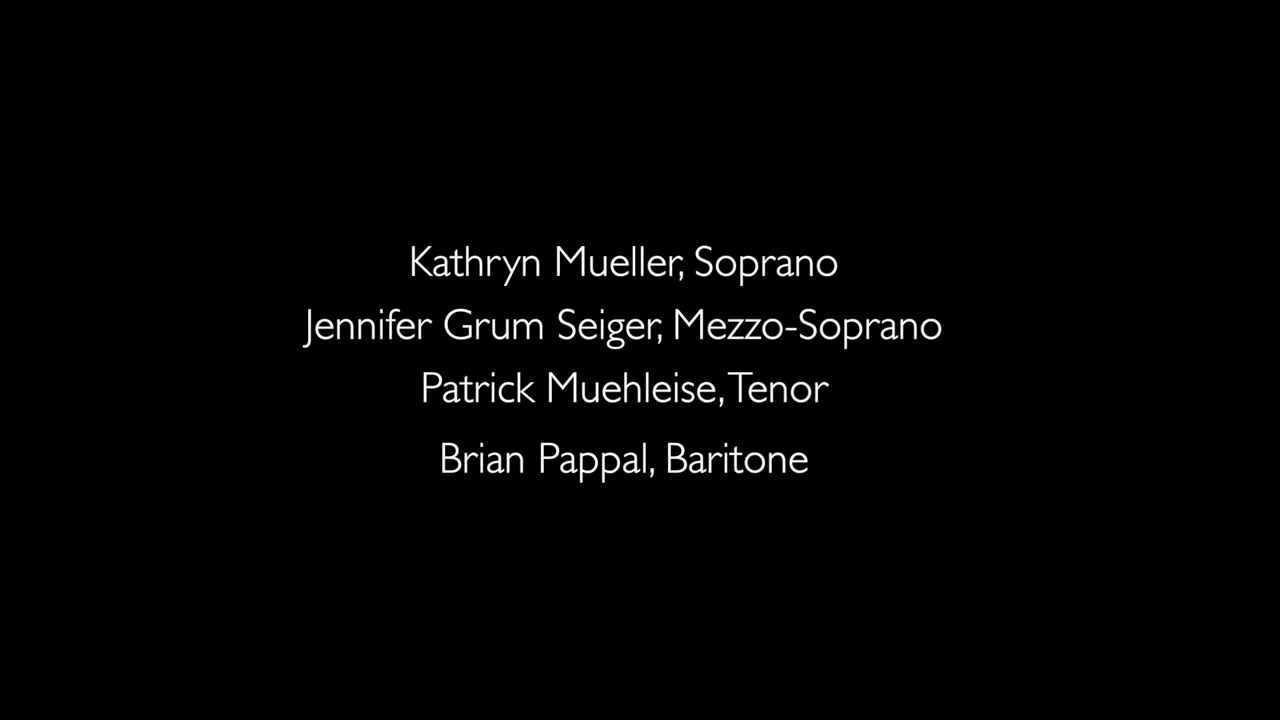 Kathryn Mueller, Soprano
Jennifer Grum Seiger, Mezzo-Soprano
Patrick Muehleise, Tenor
Brian Pappal, Baritone